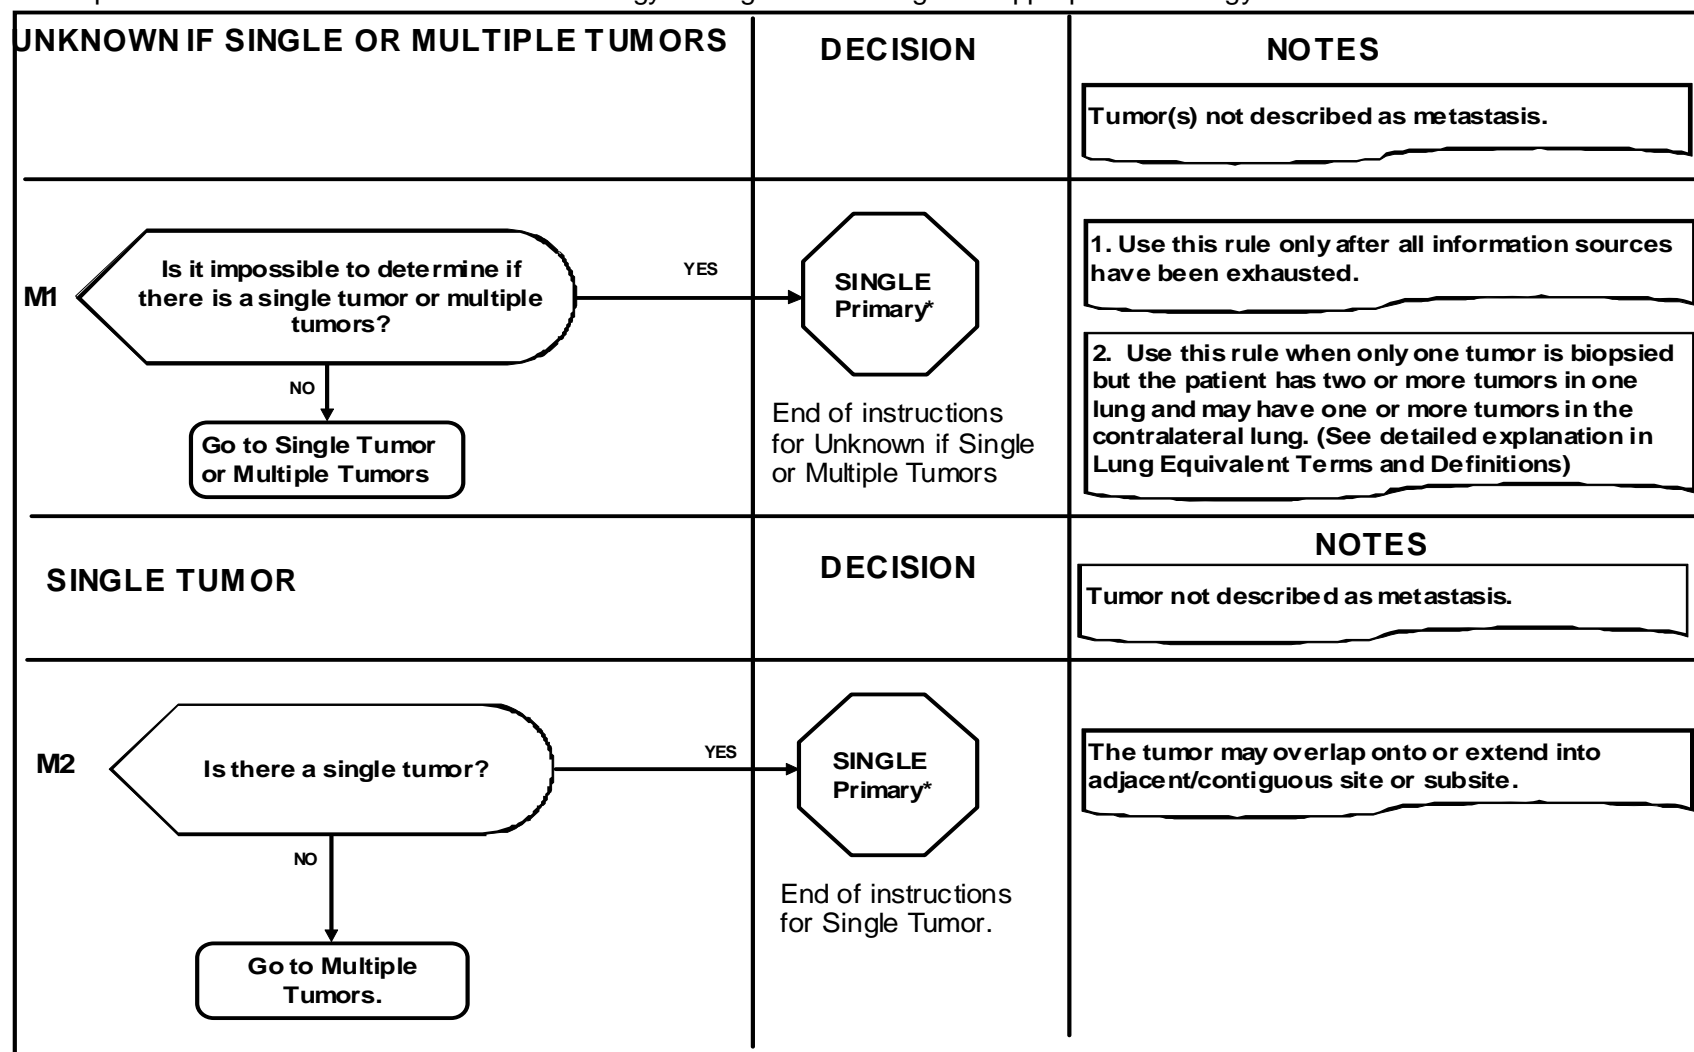 UNKNOWN IF SINGLE OR MULTIPLE TUMORS
DECISION
NOTES
Tumor(s) not described as metastasis.
M1
Is it impossible to determine if
there is a single tumor or multiple
tumors?
YES
NO
Go to Single Tumor
or Multiple Tumors
SINGLE
Primary*
End of instructions
for Unknown if Single
or Multiple Tumors
1. Use this rule only after all information sources
have been exhausted.
2. Use this rule when only one tumor is biopsied
but the patient has two or more tumors in one
lung and may have one or more tumors in the
contralateral lung. (See detailed explanation in
Lung Equivalent Terms and Definitions)
SINGLE TUMOR
DECISION
NOTES
Tumor not described as metastasis.
M2
Is there a single tumor?
YES
NO
Go to Multiple
Tumors.
SINGLE
Primary*
End of instructions
for Single Tumor.
The tumor may overlap onto or extend into
adjacent/contiguous site or subsite.